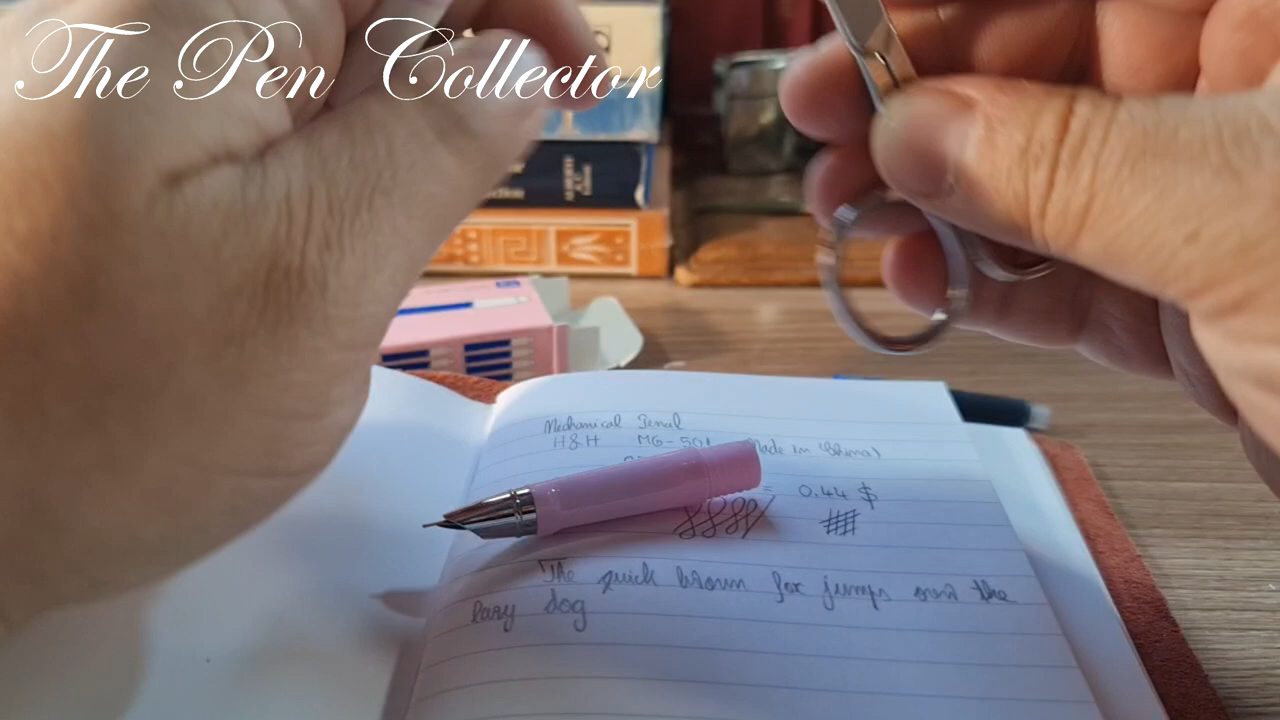 The Pen Collector
Mechanical Penal
H&H MG-501 Made in China)
= 0.44 $
The quick brown fox jumps over the
lazy dog